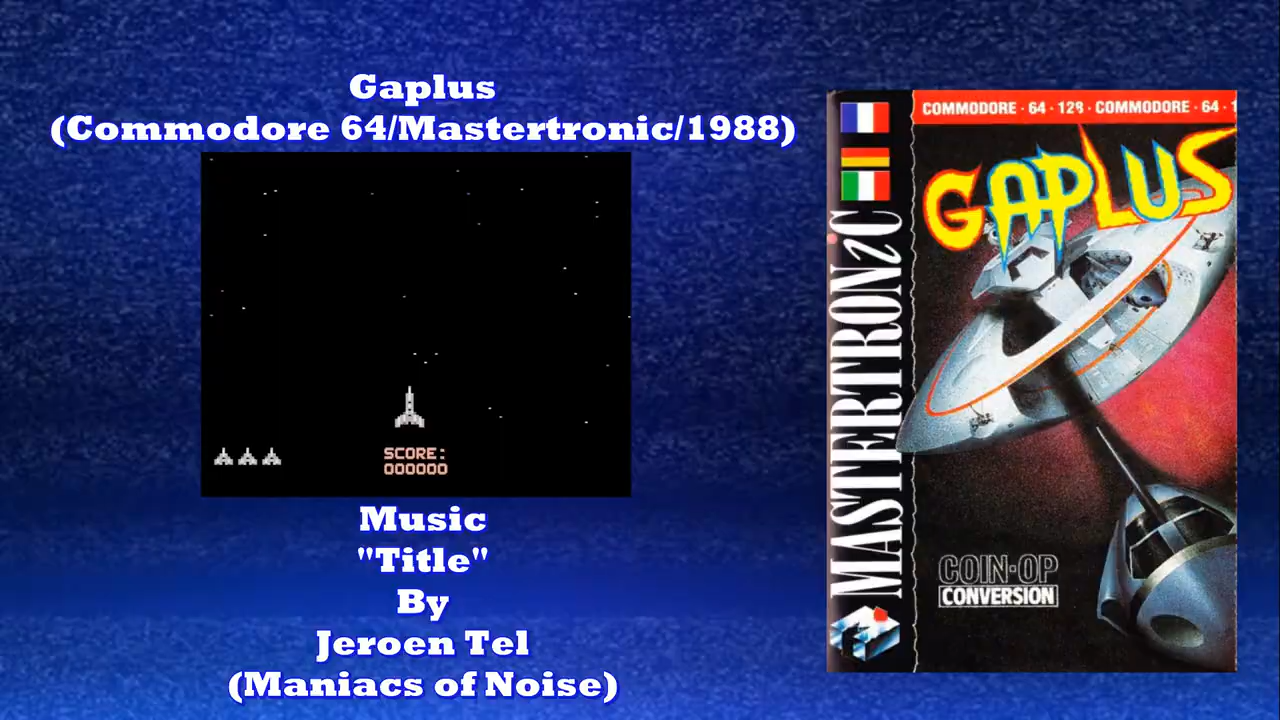 Gaplus
(Commodore 64/Mastertronic/1988)
SCORE:
000000
Music
"Title"
By
Jeroen Tel
(Maniacs of Noise)
COMMODORE · 64 · 128 · COMMODORE · 64 · 1
GAPLUS
MASTERTRONiC
COIN-OP
CONVERSION